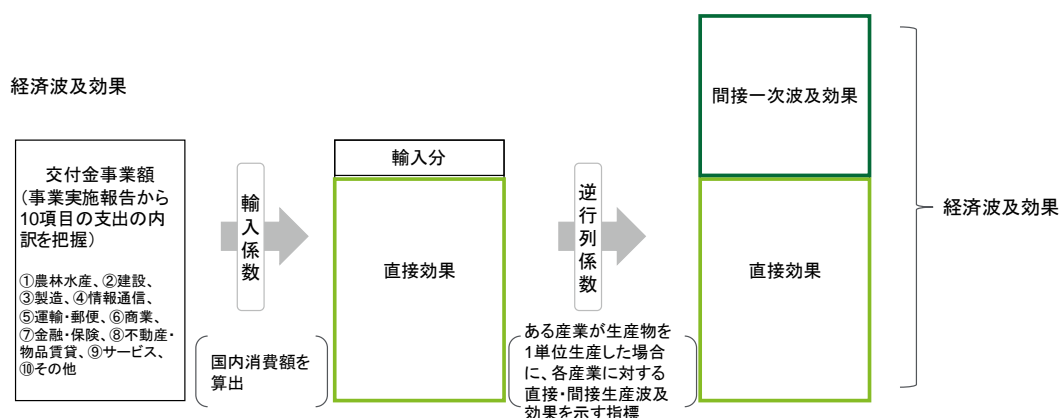 経済波及効果
交付金事業額
(事業実施報告から
10項目の支出の内
訳を把握)
①農林水産、②建設、
③製造、④情報通信、
⑤運輸・郵便、⑥商業、
⑦金融・保険、⑧不動産・
物品賃貸、⑨サービス、
⑩その他
輸入係数
国内消費額を
算出
輸入分
直接効果
逆行列係数
ある産業が生産物を
1単位生産した場合
に、各産業に対する
直接・間接生産波及
効果を示す指標
間接一次波及効果
直接効果
経済波及効果